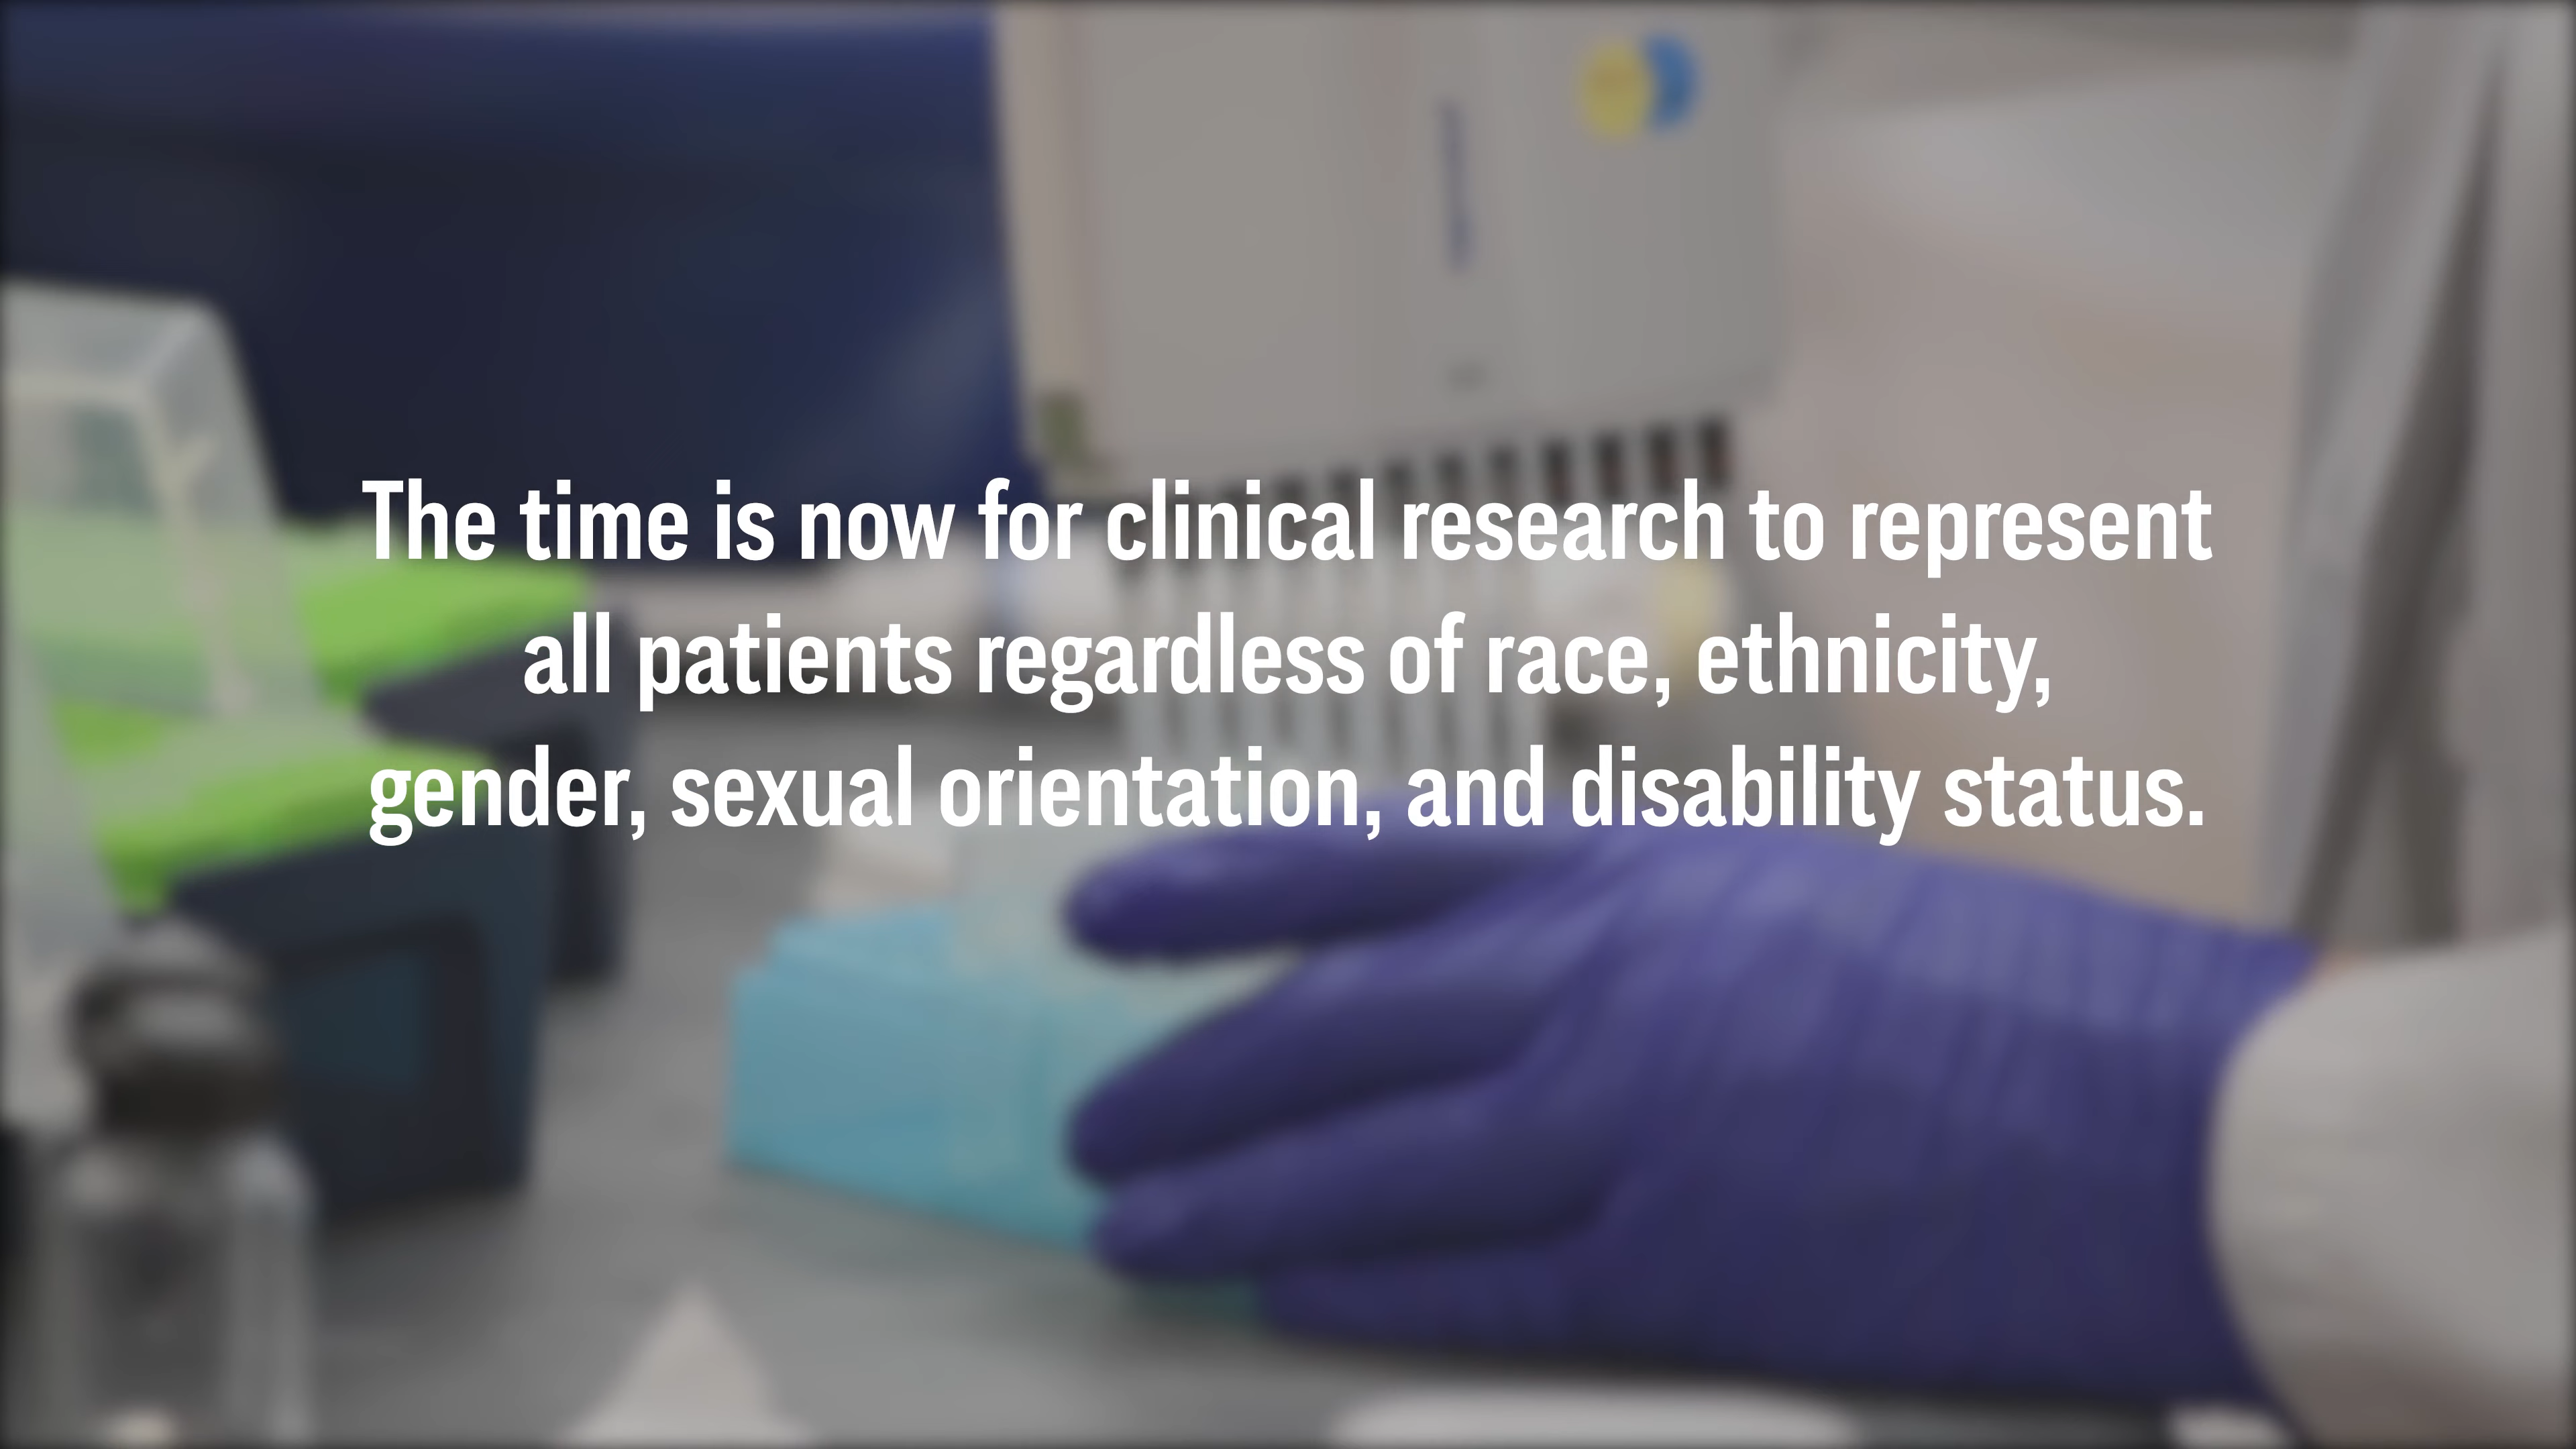 The time is now for clinical research to represent
all patients regardless of race, ethnicity,
gender, sexual orientation, and disability status.